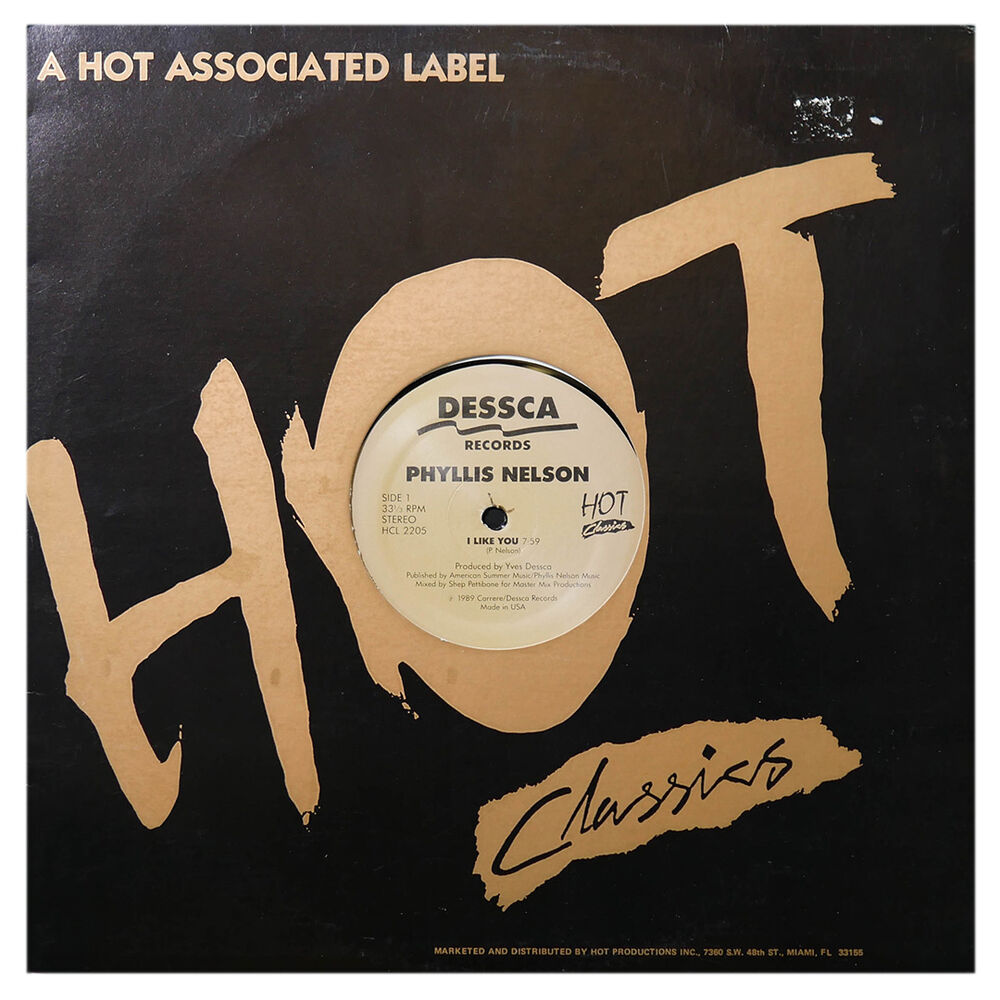 A HOT ASSOCIATED LABEL
HOT
DESSCA
RECORDS
PHYLLIS NELSON
SIDE 1
33⅓ RPM
STEREO
HCL 2205
HOT
Classics
I LIKE YOU 7:59
(P. Nelson)
Produced by Yves Dessca
Published by American Summer Music/Phyllis Nelson Music
Mixed by Shep Pettibone for Master Mix Productions
℗ 1989 Carrere/Dessca Records
Made in USA
Classics
MARKETED AND DISTRIBUTED BY HOT PRODUCTIONS INC., 7360 S.W. 48th ST., MIAMI, FL 33155